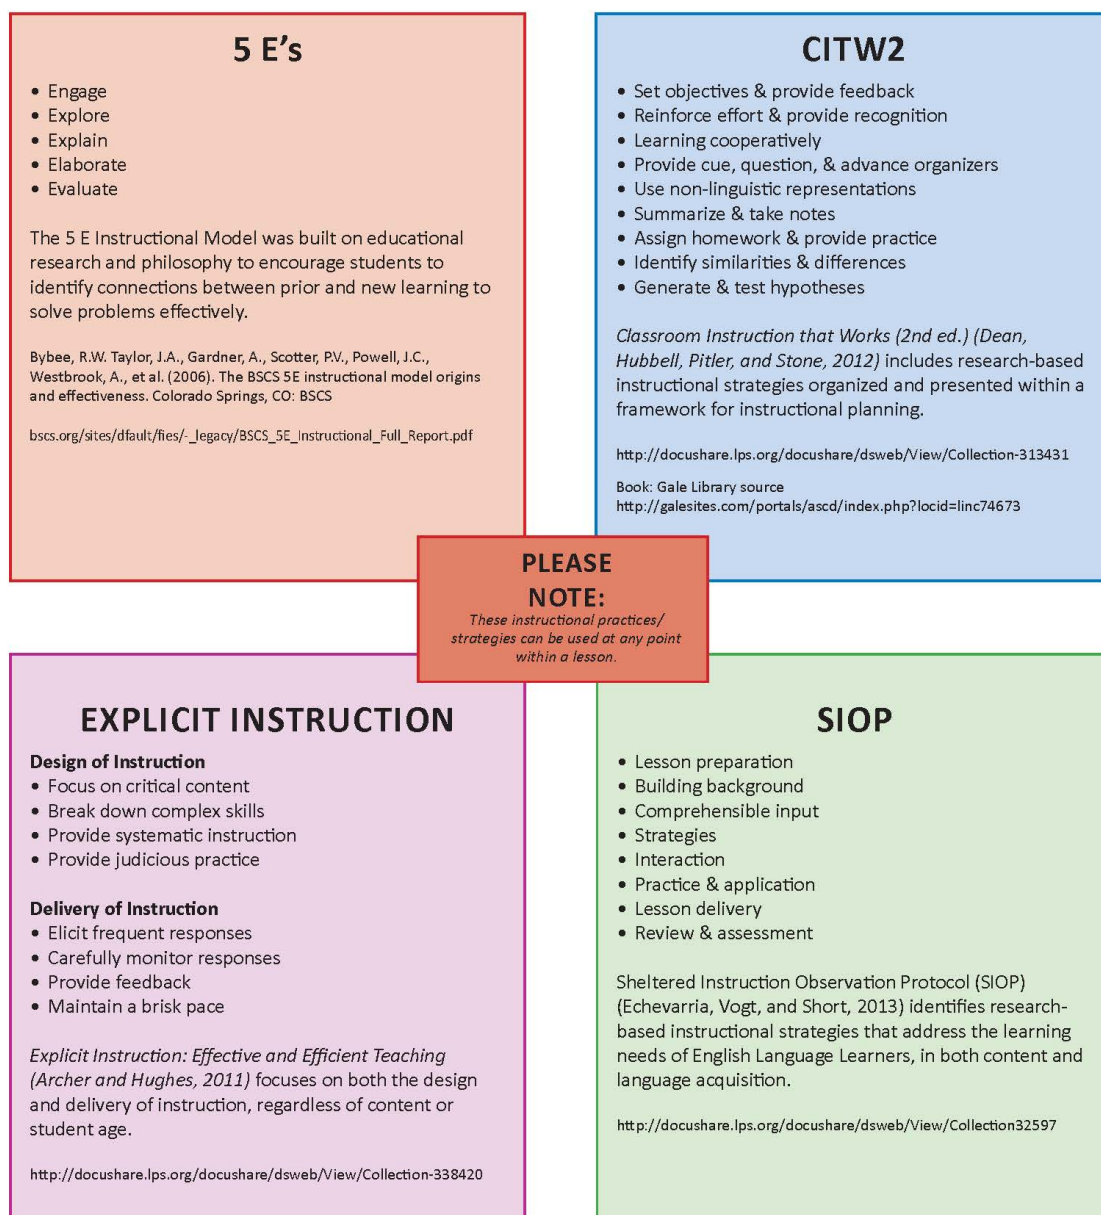 5 E's
• Engage
• Explore
• Explain
• Elaborate
• Evaluate
The 5 E Instructional Model was built on educational
research and philosophy to encourage students to
identify connections between prior and new learning to
solve problems effectively.
Bybee, R.W. Taylor, J.A., Gardner, A., Scotter, P.V., Powell, J.C.,
Westbrook, A., et al. (2006). The BSCS 5E instructional model origins
and effectiveness. Colorado Springs, CO: BSCS
bscs.org/sites/dfault/fies/-_legacy/BSCS_5E_Instructional_Full_Report.pdf
CITW2
• Set objectives & provide feedback
• Reinforce effort & provide recognition
• Learning cooperatively
• Provide cue, question, & advance organizers
• Use non-linguistic representations
• Summarize & take notes
• Assign homework & provide practice
• Identify similarities & differences
• Generate & test hypotheses
Classroom Instruction that Works (2nd ed.) (Dean,
Hubbell, Pitler, and Stone, 2012) includes research-based
instructional strategies organized and presented within a
framework for instructional planning.
http://docushare.lps.org/docushare/dsweb/View/Collection-313431
Book: Gale Library source
http://galesites.com/portals/ascd/index.php?locid=linc74673
PLEASE
NOTE:
These instructional practices/
strategies can be used at any point
within a lesson.
EXPLICIT INSTRUCTION
Design of Instruction
• Focus on critical content
• Break down complex skills
• Provide systematic instruction
• Provide judicious practice
Delivery of Instruction
• Elicit frequent responses
• Carefully monitor responses
• Provide feedback
• Maintain a brisk pace
Explicit Instruction: Effective and Efficient Teaching
(Archer and Hughes, 2011) focuses on both the design
and delivery of instruction, regardless of content or
student age.
http://docushare.lps.org/docushare/dsweb/View/Collection-338420
SIOP
• Lesson preparation
• Building background
• Comprehensible input
• Strategies
• Interaction
• Practice & application
• Lesson delivery
• Review & assessment
Sheltered Instruction Observation Protocol (SIOP)
(Echevarria, Vogt, and Short, 2013) identifies research-
based instructional strategies that address the learning
needs of English Language Learners, in both content and
language acquisition.
http://docushare.lps.org/docushare/dsweb/View/Collection32597